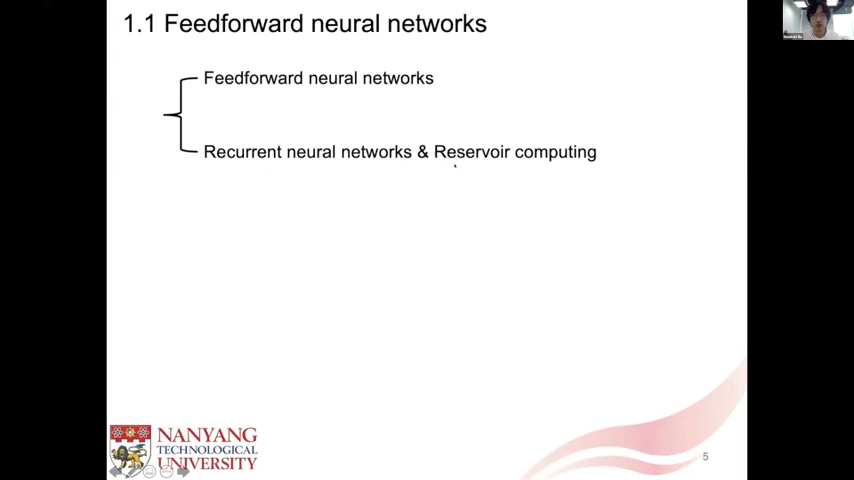 1.1 Feedforward neural networks
Feedforward neural networks
Recurrent neural networks & Reservoir computing
NANYANG
TECHNOLOGICAL
UNIVERSITY
5